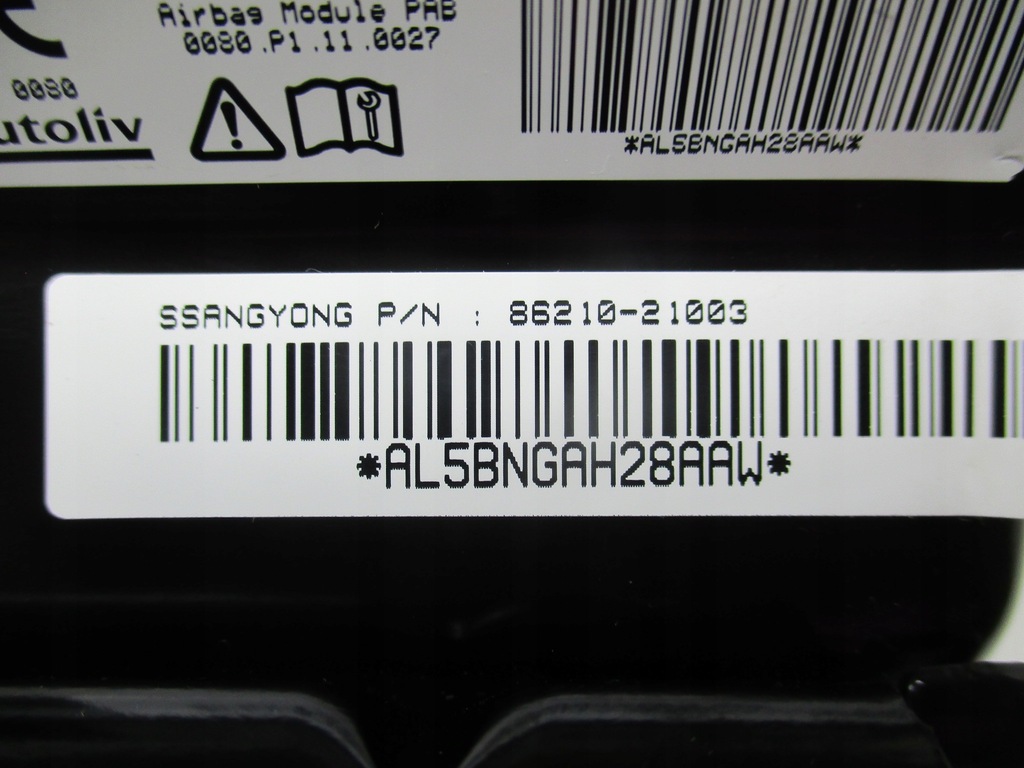 Airbag Module PAB
0080.P1.11.0027
0080
utoliv
*AL5BNGAH28AAW*
SSANGYONG P/N : 86210-21003
*AL5BNGAH28AAW*